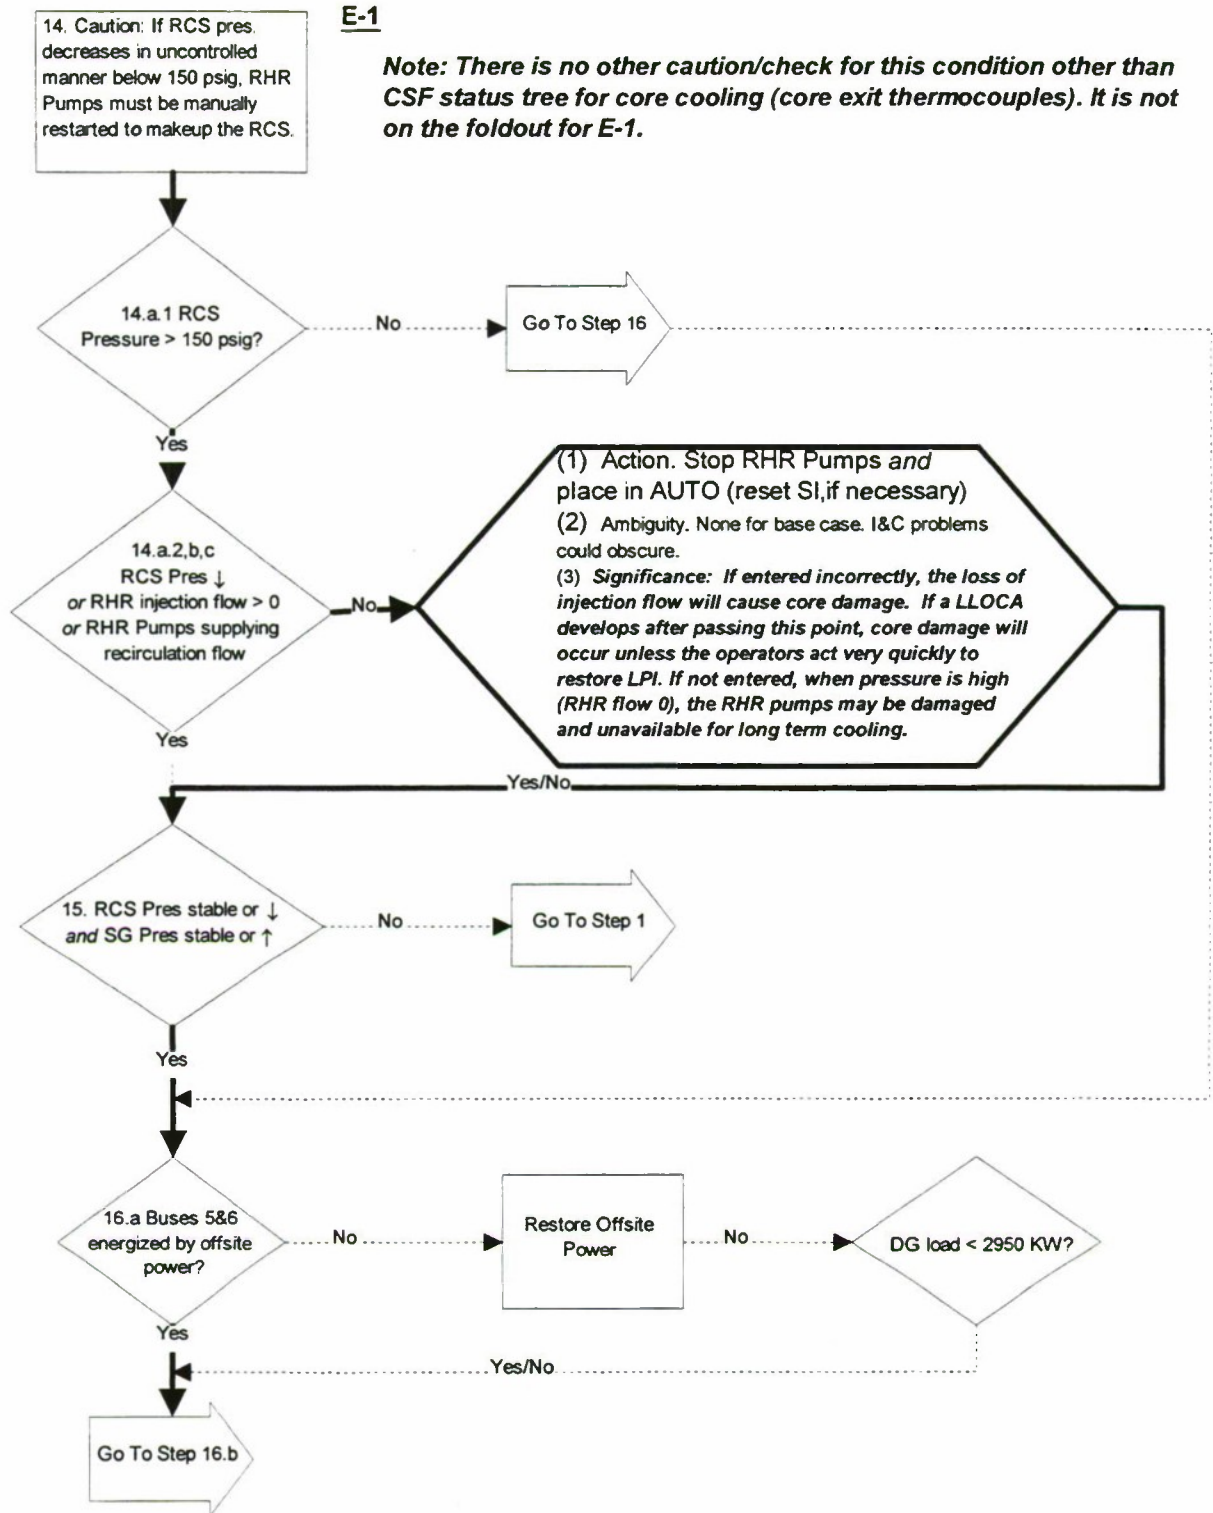 E-1
14. Caution: If RCS pres.
decreases in uncontrolled
manner below 150 psig, RHR
Pumps must be manually
restarted to makeup the RCS.
Note: There is no other caution/check for this condition other than
CSF status tree for core cooling (core exit thermocouples). It is not
on the foldout for E-1.
14.a.1 RCS
Pressure > 150 psig?
No
Go To Step 16
Yes
14.a.2,b,c
RCS Pres ↓
or RHR injection flow > 0
or RHR Pumps supplying
recirculation flow
No
(1) Action. Stop RHR Pumps and
place in AUTO (reset SI,if necessary)
(2) Ambiguity. None for base case. I&C problems
could obscure.
(3) Significance: If entered incorrectly, the loss of
injection flow will cause core damage. If a LLOCA
develops after passing this point, core damage will
occur unless the operators act very quickly to
restore LPI. If not entered, when pressure is high
(RHR flow 0), the RHR pumps may be damaged
and unavailable for long term cooling.
Yes
Yes/No
15. RCS Pres stable or ↓
and SG Pres stable or ↑
No
Go To Step 1
Yes
16.a Buses 5&6
energized by offsite
power?
No
Restore Offsite
Power
No
DG load < 2950 KW?
Yes
Yes/No
Go To Step 16.b